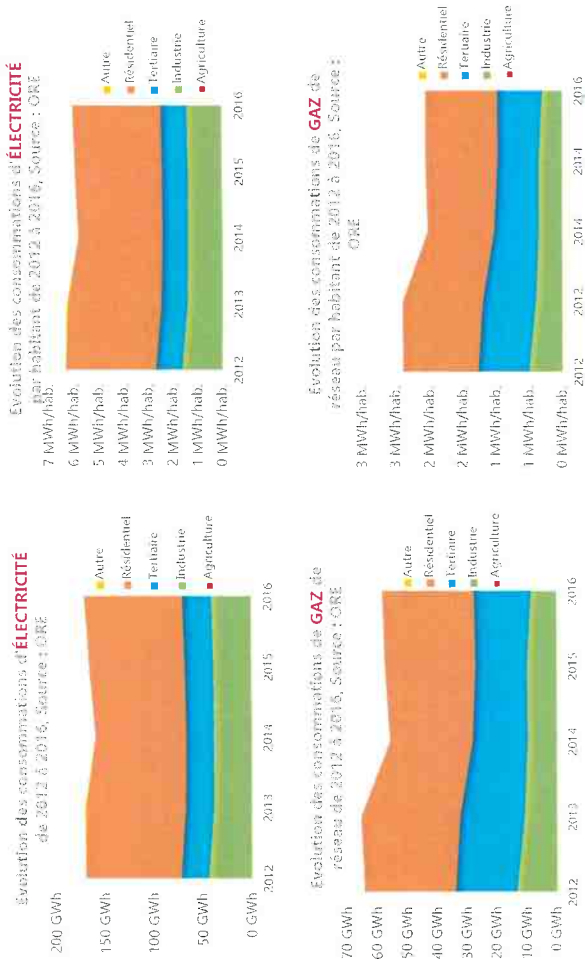 Evolution des consommations d'ÉLECTRICITÉ
de 2012 à 2016, Source : ORE
200 GWh
150 GWh
100 GWh
50 GWh
0 GWh
2012 2013 2014 2015 2016
Autre
Résidentiel
Tertiaire
Industrie
Agriculture
Evolution des consommations d'ÉLECTRICITÉ
par habitant de 2012 à 2016, Source : ORE
7 MWh/hab.
6 MWh/hab.
5 MWh/hab.
4 MWh/hab.
3 MWh/hab.
2 MWh/hab.
1 MWh/hab.
0 MWh/hab.
2012 2013 2014 2015 2016
Autre
Résidentiel
Tertiaire
Industrie
Agriculture
Evolution des consommations de GAZ de
réseau de 2012 à 2016, Source : ORE
70 GWh
60 GWh
50 GWh
40 GWh
30 GWh
20 GWh
10 GWh
0 GWh
2012 2013 2014 2015 2016
Autre
Résidentiel
Tertiaire
Industrie
Agriculture
Evolution des consommations de GAZ de
réseau par habitant de 2012 à 2016, Source :
ORE
3 MWh/hab.
3 MWh/hab.
2 MWh/hab.
2 MWh/hab.
1 MWh/hab.
1 MWh/hab.
0 MWh/hab.
2012 2012 2014 2014 2016
Autre
Résidentiel
Tertiaire
Industrie
Agriculture